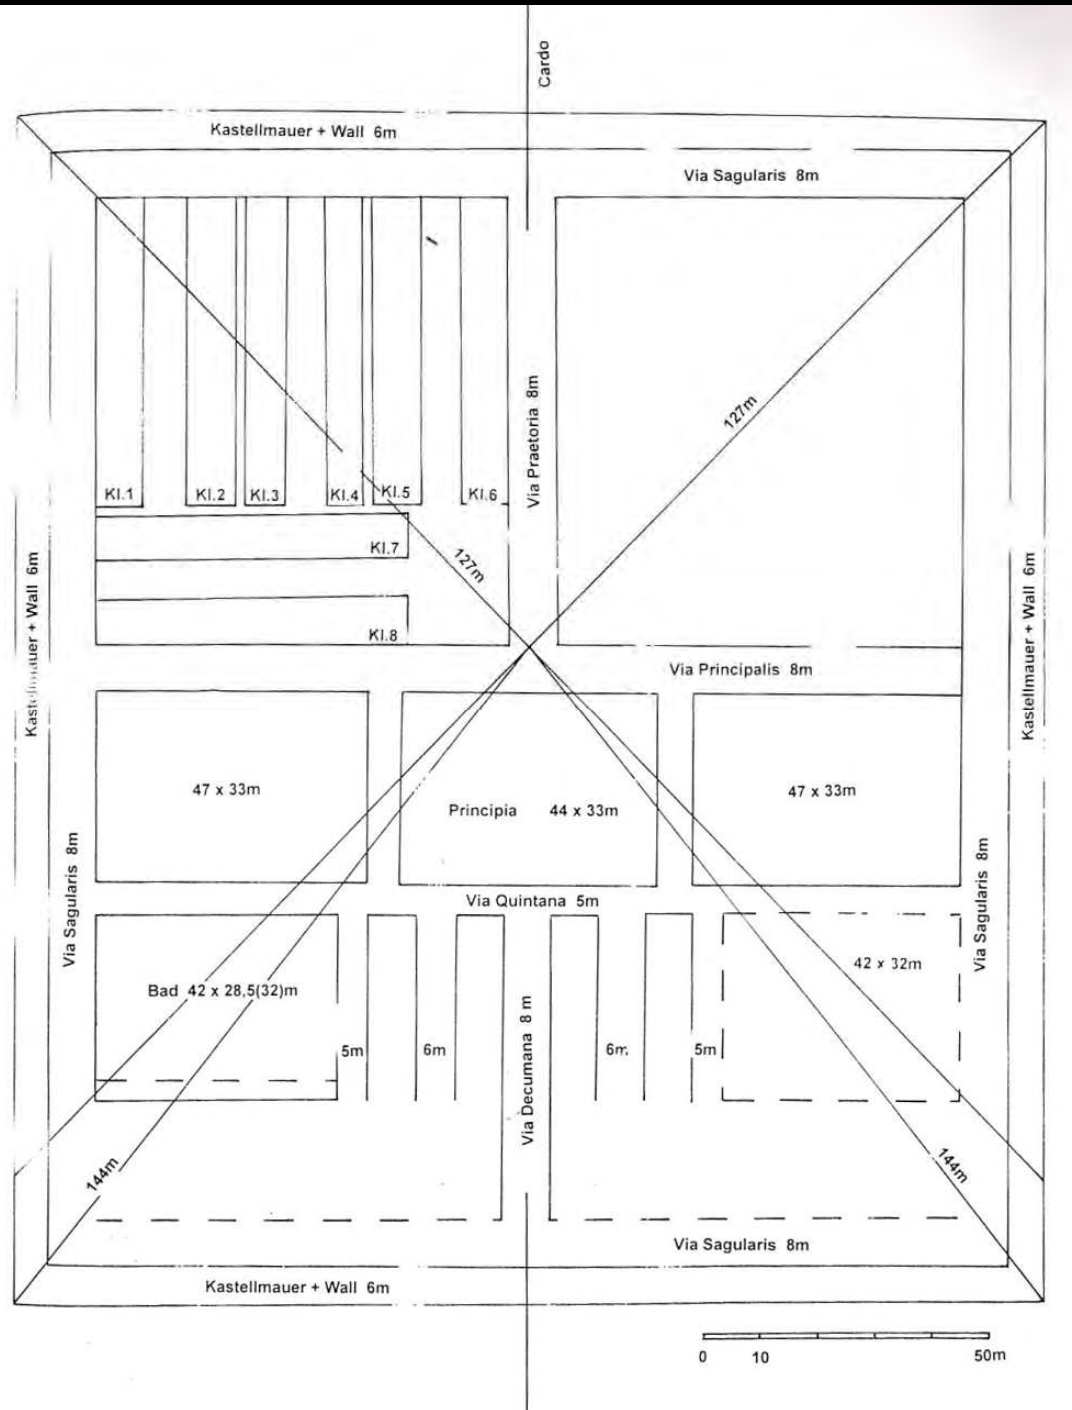 Cardo
Kastellmauer + Wall 6m
Via Sagularis 8m
Via Praetoria 8m
127m
Kl.1
Kl.2
Kl.3
Kl.4
Kl.5
Kl.6
Kl.7
127m
Kl.8
Kastellmauer + Wall 6m
Kastellmauer + Wall 6m
Via Principalis 8m
47 x 33m
Principia 44 x 33m
47 x 33m
Via Sagularis 8m
Via Sagularis 8m
Via Quintana 5m
Bad 42 x 28,5(32)m
42 x 32m
5m
6m
Via Decumana 8 m
6m
5m
144m
144m
Via Sagularis 8m
Kastellmauer + Wall 6m
0 10 50m